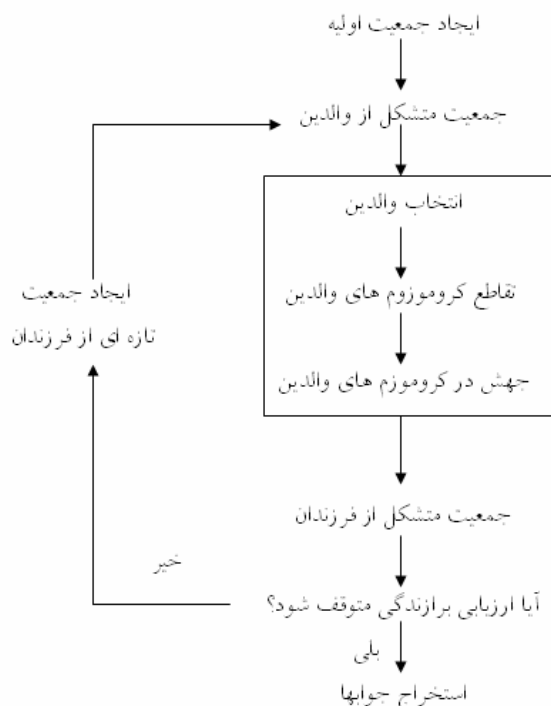 ایجاد جمعیت اولیه
جمعیت متشکل از والدین
انتخاب والدین
تقاطع کروموزوم های والدین
جهش در کروموزم های والدین
ایجاد جمعیت
تازه ای از فرزندان
جمعیت متشکل از فرزندان
خیر
آیا ارزیابی برازندگی متوقف شود؟
بلی
استخراج جوابها